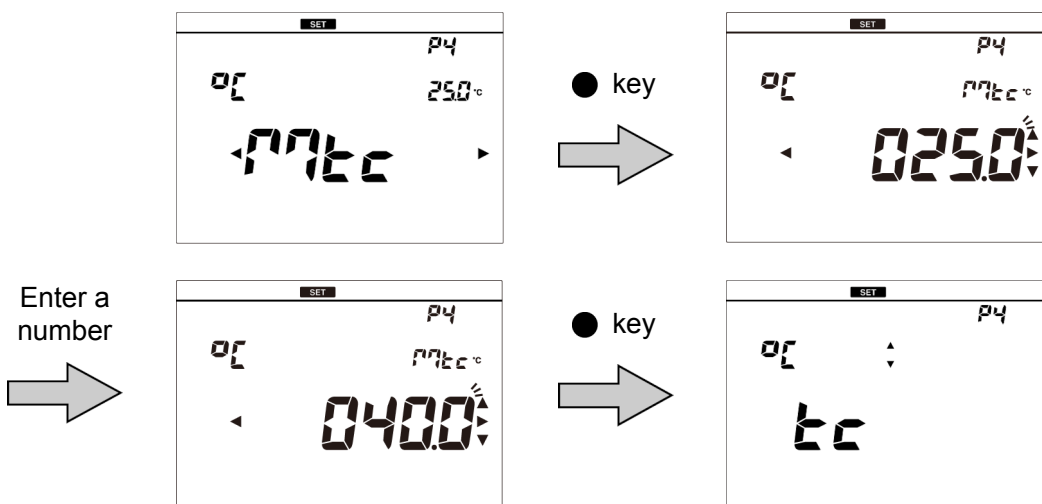 SET
P4
°C
25.0 °C
Mtc
● key
SET
P4
°C
Mtc °C
025.0
Enter a
number
SET
P4
°C
Mtc °C
040.0
● key
SET
P4
°C
tc